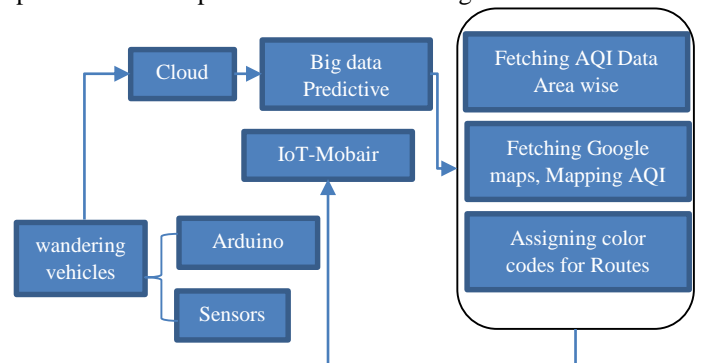 Cloud
Big data
Predictive
Fetching AQI Data
Area wise
IoT-Mobair
Fetching Google
maps, Mapping AQI
wandering
vehicles
Arduino
Sensors
Assigning color
codes for Routes